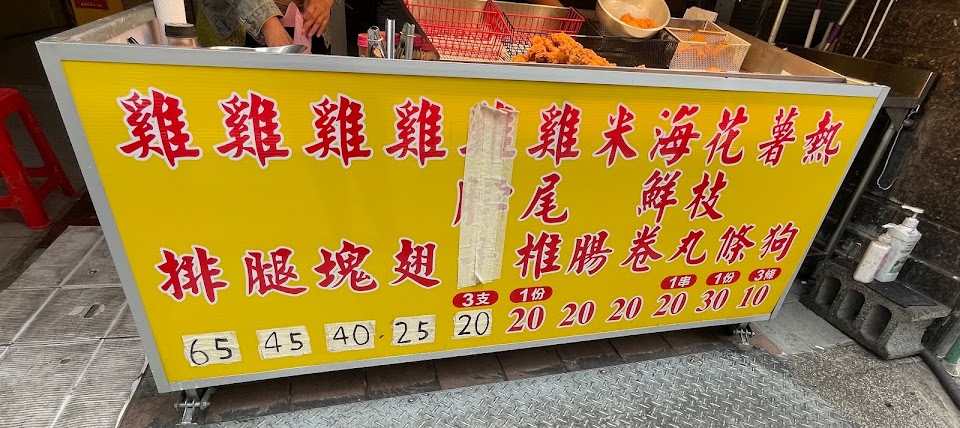 雞排
65
雞腿
45
雞塊
40
雞翅
25
3支
20
雞尾椎
1份
20
米腸
20
海鮮卷
20
花枝丸
1串
20
薯條
1份
30
熱狗
3條
10